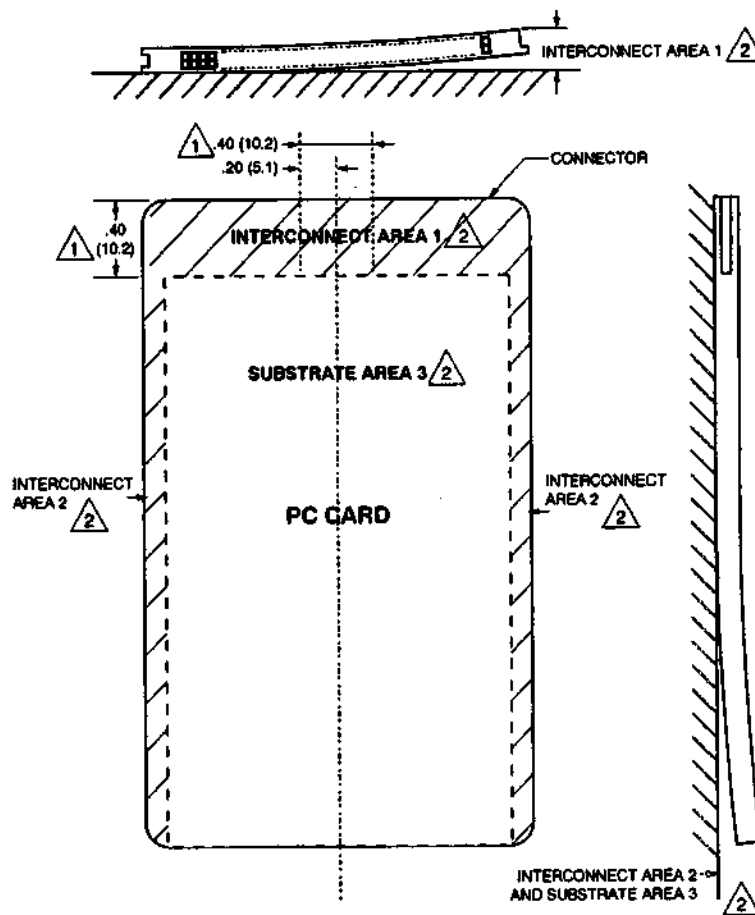 INTERCONNECT AREA 1 2
1 .40 (10.2)
.20 (5.1)
CONNECTOR
1 .40
(10.2)
INTERCONNECT AREA 1 2
SUBSTRATE AREA 3 2
INTERCONNECT
AREA 2 2
INTERCONNECT
AREA 2 2
PC CARD
INTERCONNECT AREA 2
AND SUBSTRATE AREA 3 2